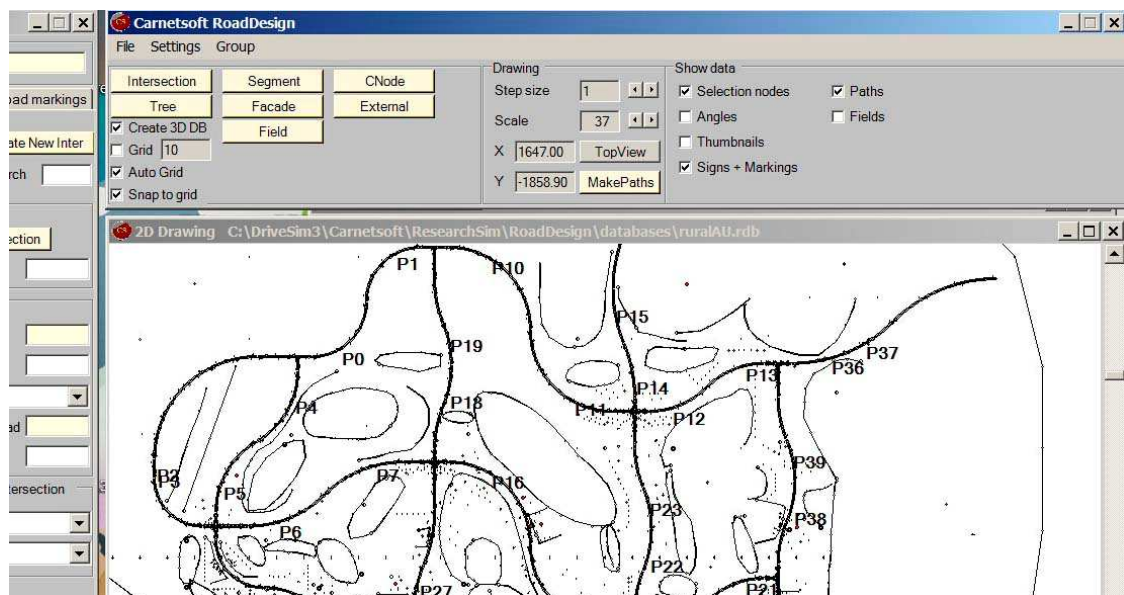 Carnetsoft RoadDesign
File Settings Group
Intersection Segment CNode
Tree Facade External
Create 3D DB Field
Grid 10
Auto Grid
Snap to grid
Drawing
Step size 1
Scale 37
X 1647.00 TopView
Y -1858.90 MakePaths
Show data
Selection nodes Paths
Angles Fields
Thumbnails
Signs + Markings
oad markings
ate New Inter
rch
ection
ad
tersection
2D Drawing C:\DriveSim3\Carnetsoft\ResearchSim\RoadDesign\databases\ruralAU.rdb
P1 P10
P15
P19 P37
P0 P36
P13
P14
P18
P4 P11 P12
P39
P2 P7
P16
P5
P23 P38
P6
P22
P27 P21